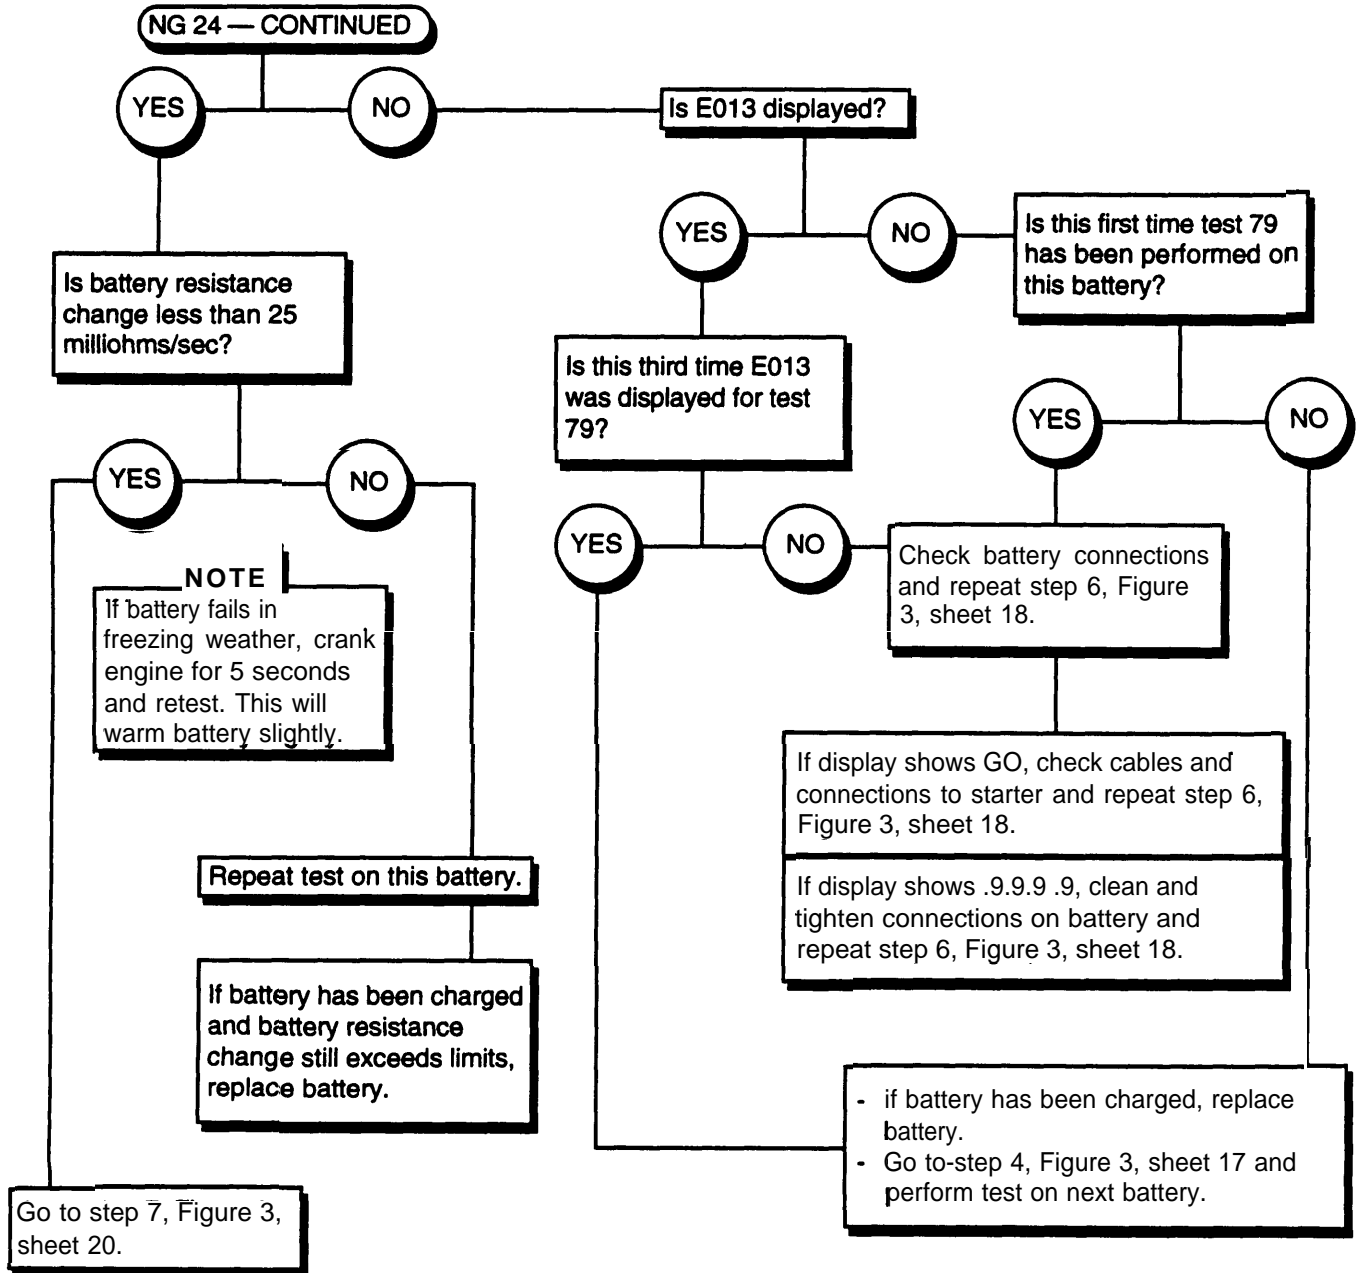 NG 24 — CONTINUED
YES
NO
Is E013 displayed?
YES
NO
Is this first time test 79
has been performed on
this battery?
Is battery resistance
change less than 25
milliohms/sec?
Is this third time E013
was displayed for test
79?
YES
NO
YES
NO
YES
NO
Check battery connections
and repeat step 6, Figure
3, sheet 18.
NOTE
If battery fails in
freezing weather, crank
engine for 5 seconds
and retest. This will
warm battery slightly.
If display shows GO, check cables and
connections to starter and repeat step 6,
Figure 3, sheet 18.
If display shows .9.9.9 .9, clean and
tighten connections on battery and
repeat step 6, Figure 3, sheet 18.
Repeat test on this battery.
If battery has been charged
and battery resistance
change still exceeds limits,
replace battery.
- if battery has been charged, replace
battery.
- Go to-step 4, Figure 3, sheet 17 and
perform test on next battery.
Go to step 7, Figure 3,
sheet 20.